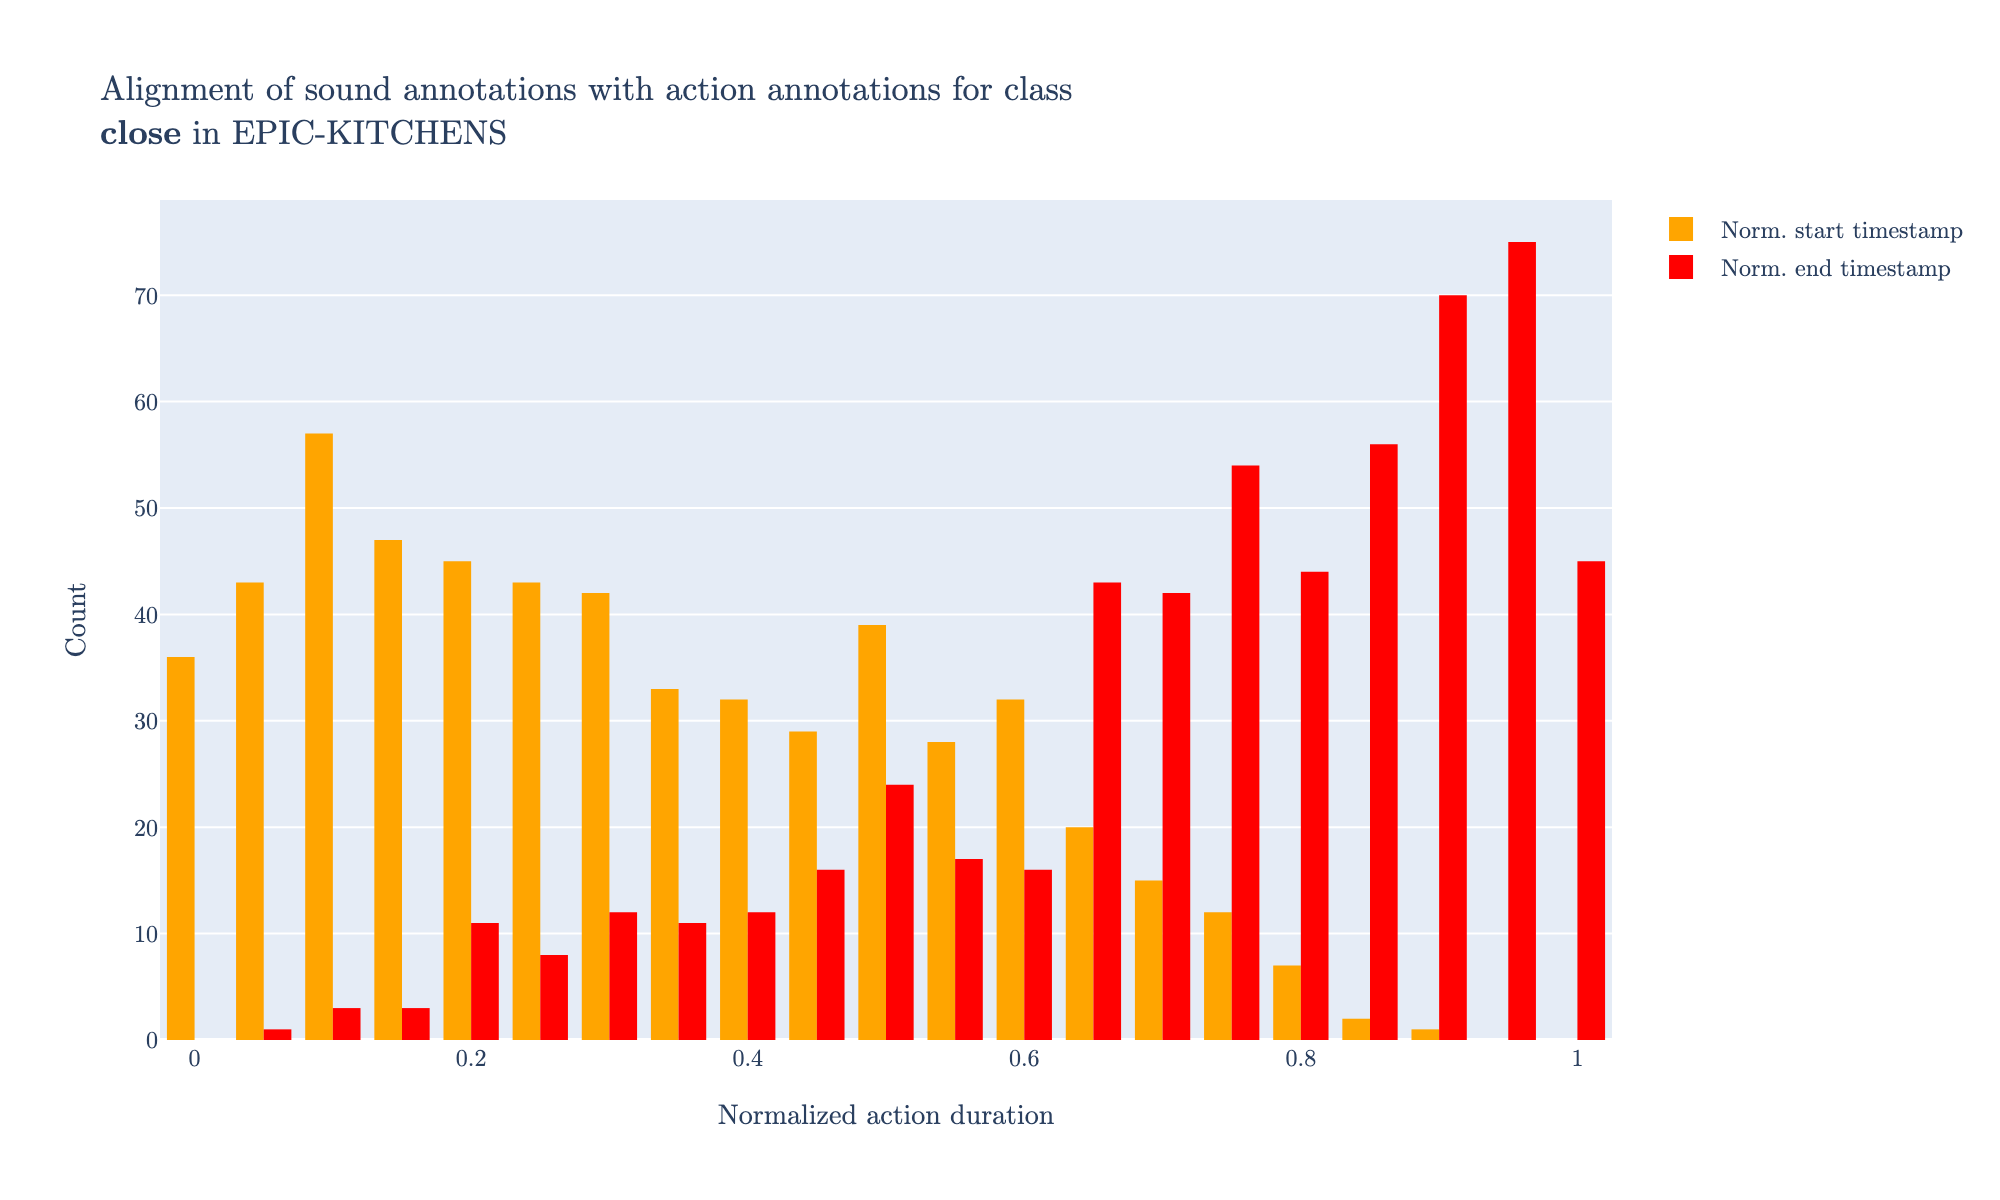 Alignment of sound annotations with action annotations for class
close in EPIC-KITCHENS
Norm. start timestamp
Norm. end timestamp
70
60
50
40
30
20
10
0
Count
0 0.2 0.4 0.6 0.8 1
Normalized action duration